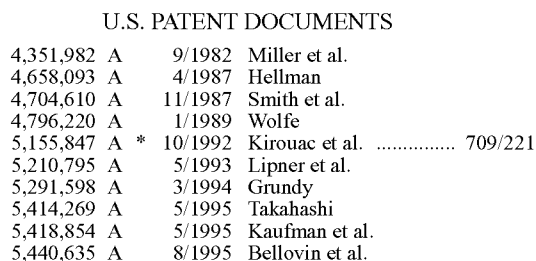 U.S. PATENT DOCUMENTS
4,351,982 A 9/1982 Miller et al.
4,658,093 A 4/1987 Hellman
4,704,610 A 11/1987 Smith et al.
4,796,220 A 1/1989 Wolfe
5,155,847 A * 10/1992 Kirouac et al. ............... 709/221
5,210,795 A 5/1993 Lipner et al.
5,291,598 A 3/1994 Grundy
5,414,269 A 5/1995 Takahashi
5,418,854 A 5/1995 Kaufman et al.
5,440,635 A 8/1995 Bellovin et al.